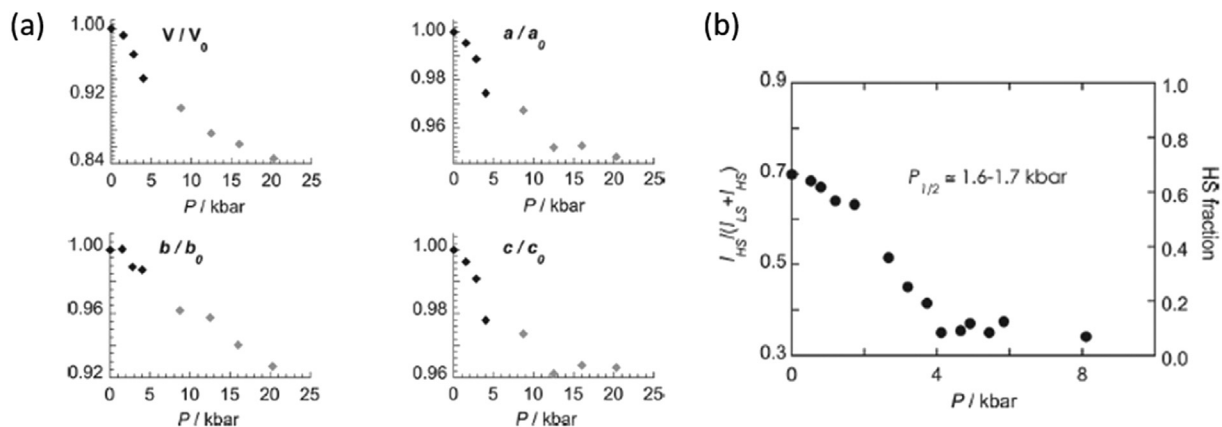 (a)
V / V0
1.00
0.92
0.84
0 5 10 15 20 25
P / kbar
a / a0
1.00
0.98
0.96
0 5 10 15 20 25
P / kbar
b / b0
1.00
0.96
0.92
0 5 10 15 20 25
P / kbar
c / c0
1.00
0.98
0.96
0 5 10 15 20 25
P / kbar
(b)
0.9
0.7
0.5
0.3
IHS/(ILS+IHS)
P1/2 ≅ 1.6-1.7 kbar
1.0
0.8
0.6
0.4
0.2
0.0
HS fraction
0 4 8
P / kbar